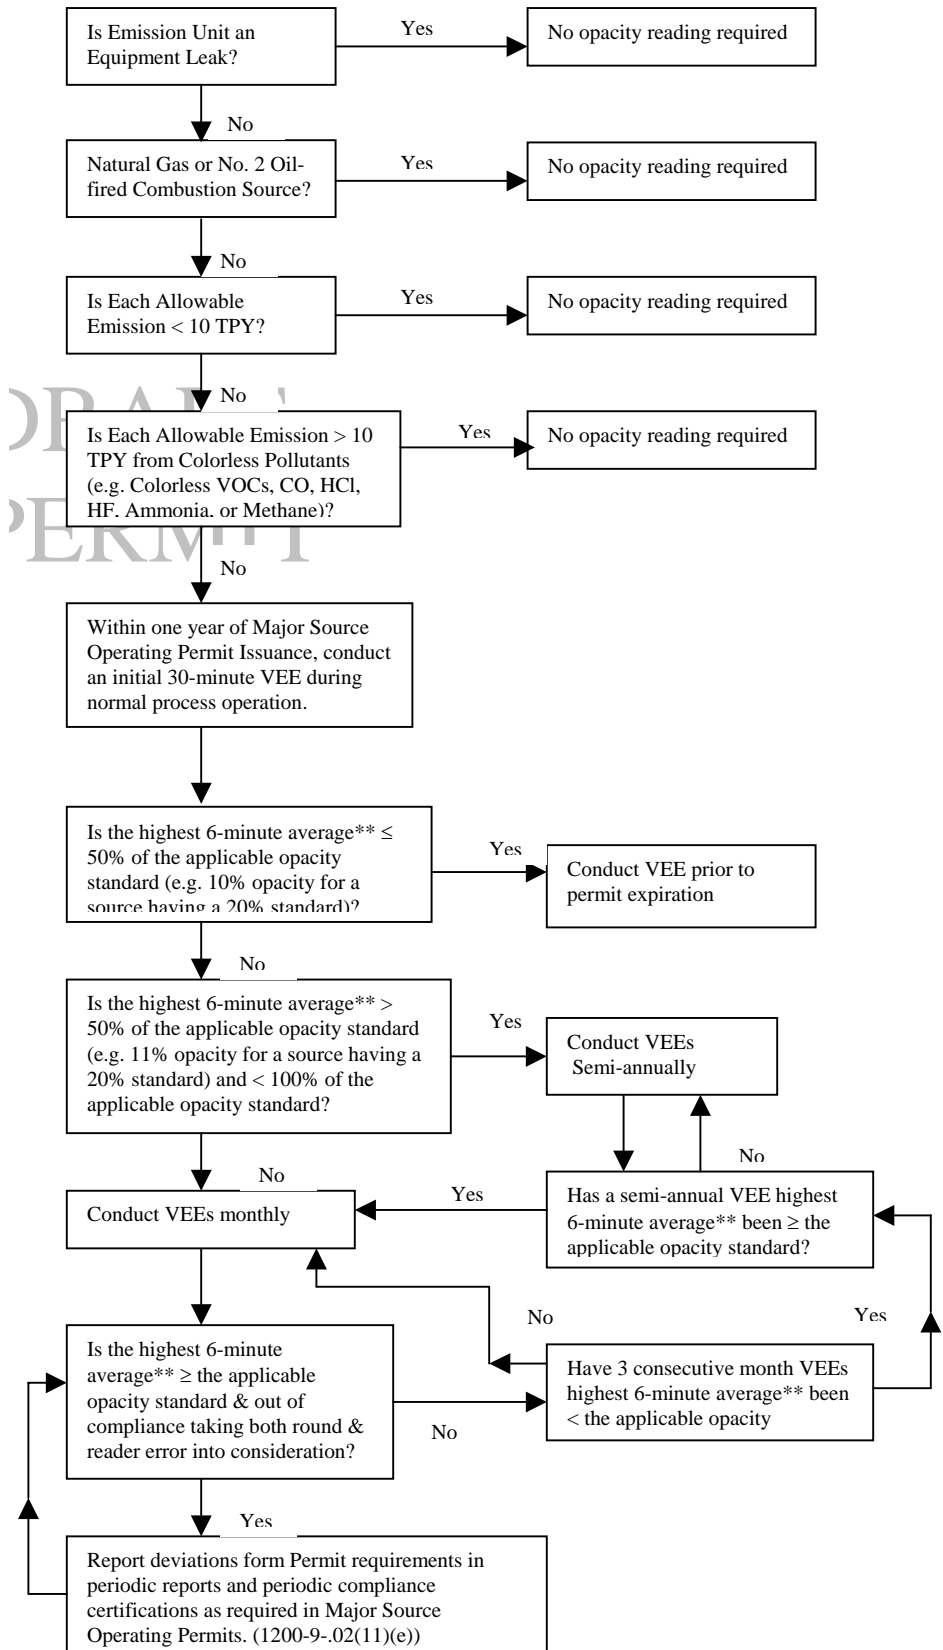 Is Emission Unit an
Equipment Leak?
Yes
No opacity reading required
No
Natural Gas or No. 2 Oil-
fired Combustion Source?
Yes
No opacity reading required
No
Is Each Allowable
Emission < 10 TPY?
Yes
No opacity reading required
No
DRAFT
PERMIT
Is Each Allowable Emission > 10
TPY from Colorless Pollutants
(e.g. Colorless VOCs, CO, HCl,
HF, Ammonia, or Methane)?
Yes
No opacity reading required
No
Within one year of Major Source
Operating Permit Issuance, conduct
an initial 30-minute VEE during
normal process operation.
Is the highest 6-minute average** ≤
50% of the applicable opacity
standard (e.g. 10% opacity for a
source having a 20% standard)?
Yes
Conduct VEE prior to
permit expiration
No
Is the highest 6-minute average** >
50% of the applicable opacity standard
(e.g. 11% opacity for a source having a
20% standard) and < 100% of the
applicable opacity standard?
Yes
Conduct VEEs
Semi-annually
No
No
Conduct VEEs monthly
Yes
Has a semi-annual VEE highest
6-minute average** been ≥ the
applicable opacity standard?
No
Yes
Is the highest 6-minute
average** ≥ the applicable
opacity standard & out of
compliance taking both round &
reader error into consideration?
No
Have 3 consecutive month VEEs
highest 6-minute average** been
< the applicable opacity
Yes
Report deviations form Permit requirements in
periodic reports and periodic compliance
certifications as required in Major Source
Operating Permits. (1200-9-.02(11)(e))